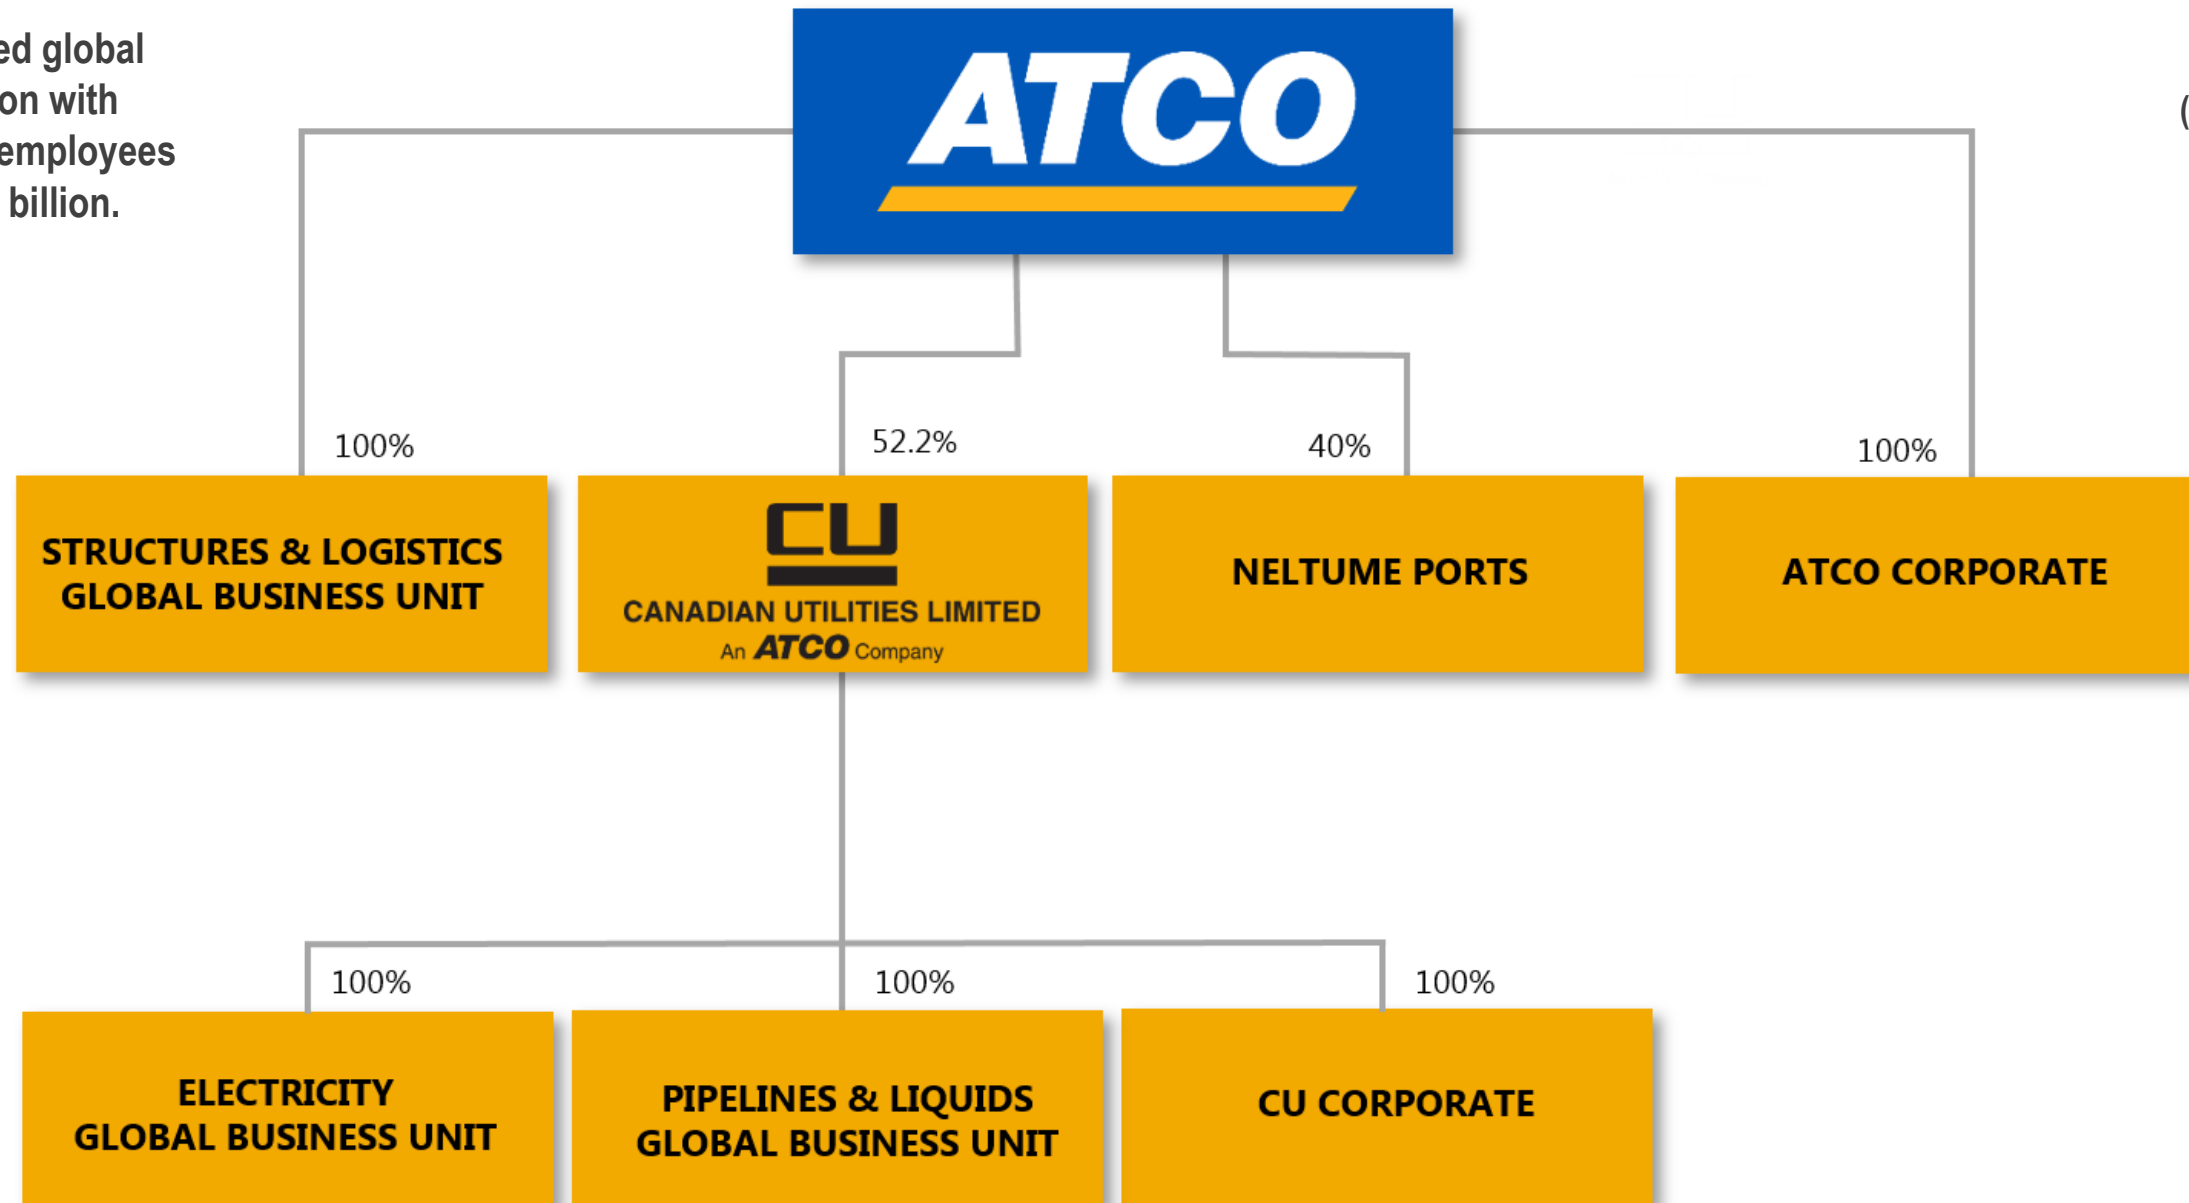 ed global
on with
employees
billion.
ATCO
(
100%
52.2%
40%
100%
STRUCTURES & LOGISTICS
GLOBAL BUSINESS UNIT
CU
CANADIAN UTILITIES LIMITED
An ATCO Company
NELTUME PORTS
ATCO CORPORATE
100%
100%
100%
ELECTRICITY
GLOBAL BUSINESS UNIT
PIPELINES & LIQUIDS
GLOBAL BUSINESS UNIT
CU CORPORATE